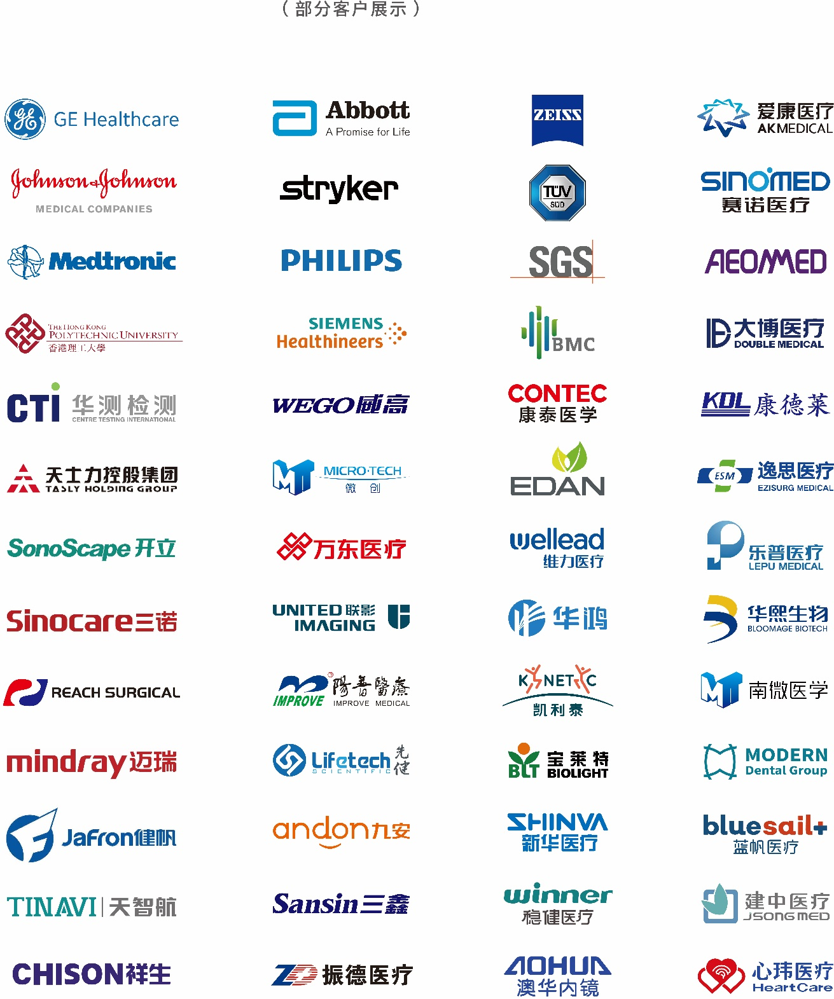 （部分客户展示）
GE
GE Healthcare
Abbott
A Promise for Life
ZEISS
爱康医疗
AKMEDICAL
Johnson & Johnson
MEDICAL COMPANIES
stryker
TÜV
SÜD
SINOMED
赛诺医疗
Medtronic
PHILIPS
SGS
AEONMED
THE HONG KONG
POLYTECHNIC UNIVERSITY
香港理工大學
SIEMENS
Healthineers
BMC
大博医疗
DOUBLE MEDICAL
CTI 华测检测
CENTRE TESTING INTERNATIONAL
WEGO威高
CONTEC
康泰医学
KDL 康德莱
天士力控股集团
TASLY HOLDING GROUP
MT
MICRO·TECH
微创
EDAN
ESM
逸思医疗
EZISURG MEDICAL
SonoScape 开立
万东医疗
wellead
维力医疗
乐普医疗
LEPU MEDICAL
Sinocare三诺
UNITED 联影
IMAGING
华鸿
华熙生物
BLOOMAGE BIOTECH
REACH SURGICAL
IMPROVE
陽普醫療
IMPROVE MEDICAL
KINETIC
凯利泰
MT
南微医学
mindray迈瑞
Lifetech 先健
SCIENTIFIC
BLT
宝莱特
BIOLIGHT
MODERN
Dental Group
Jafron健帆
andon九安
SHINVA
新华医疗
bluesail+
蓝帆医疗
TINAVI|天智航
Sansin三鑫
winner
稳健医疗
建中医疗
JSONGMED
CHISON祥生
ZD 振德医疗
AOHUA
澳华内镜
心玮医疗
HeartCare